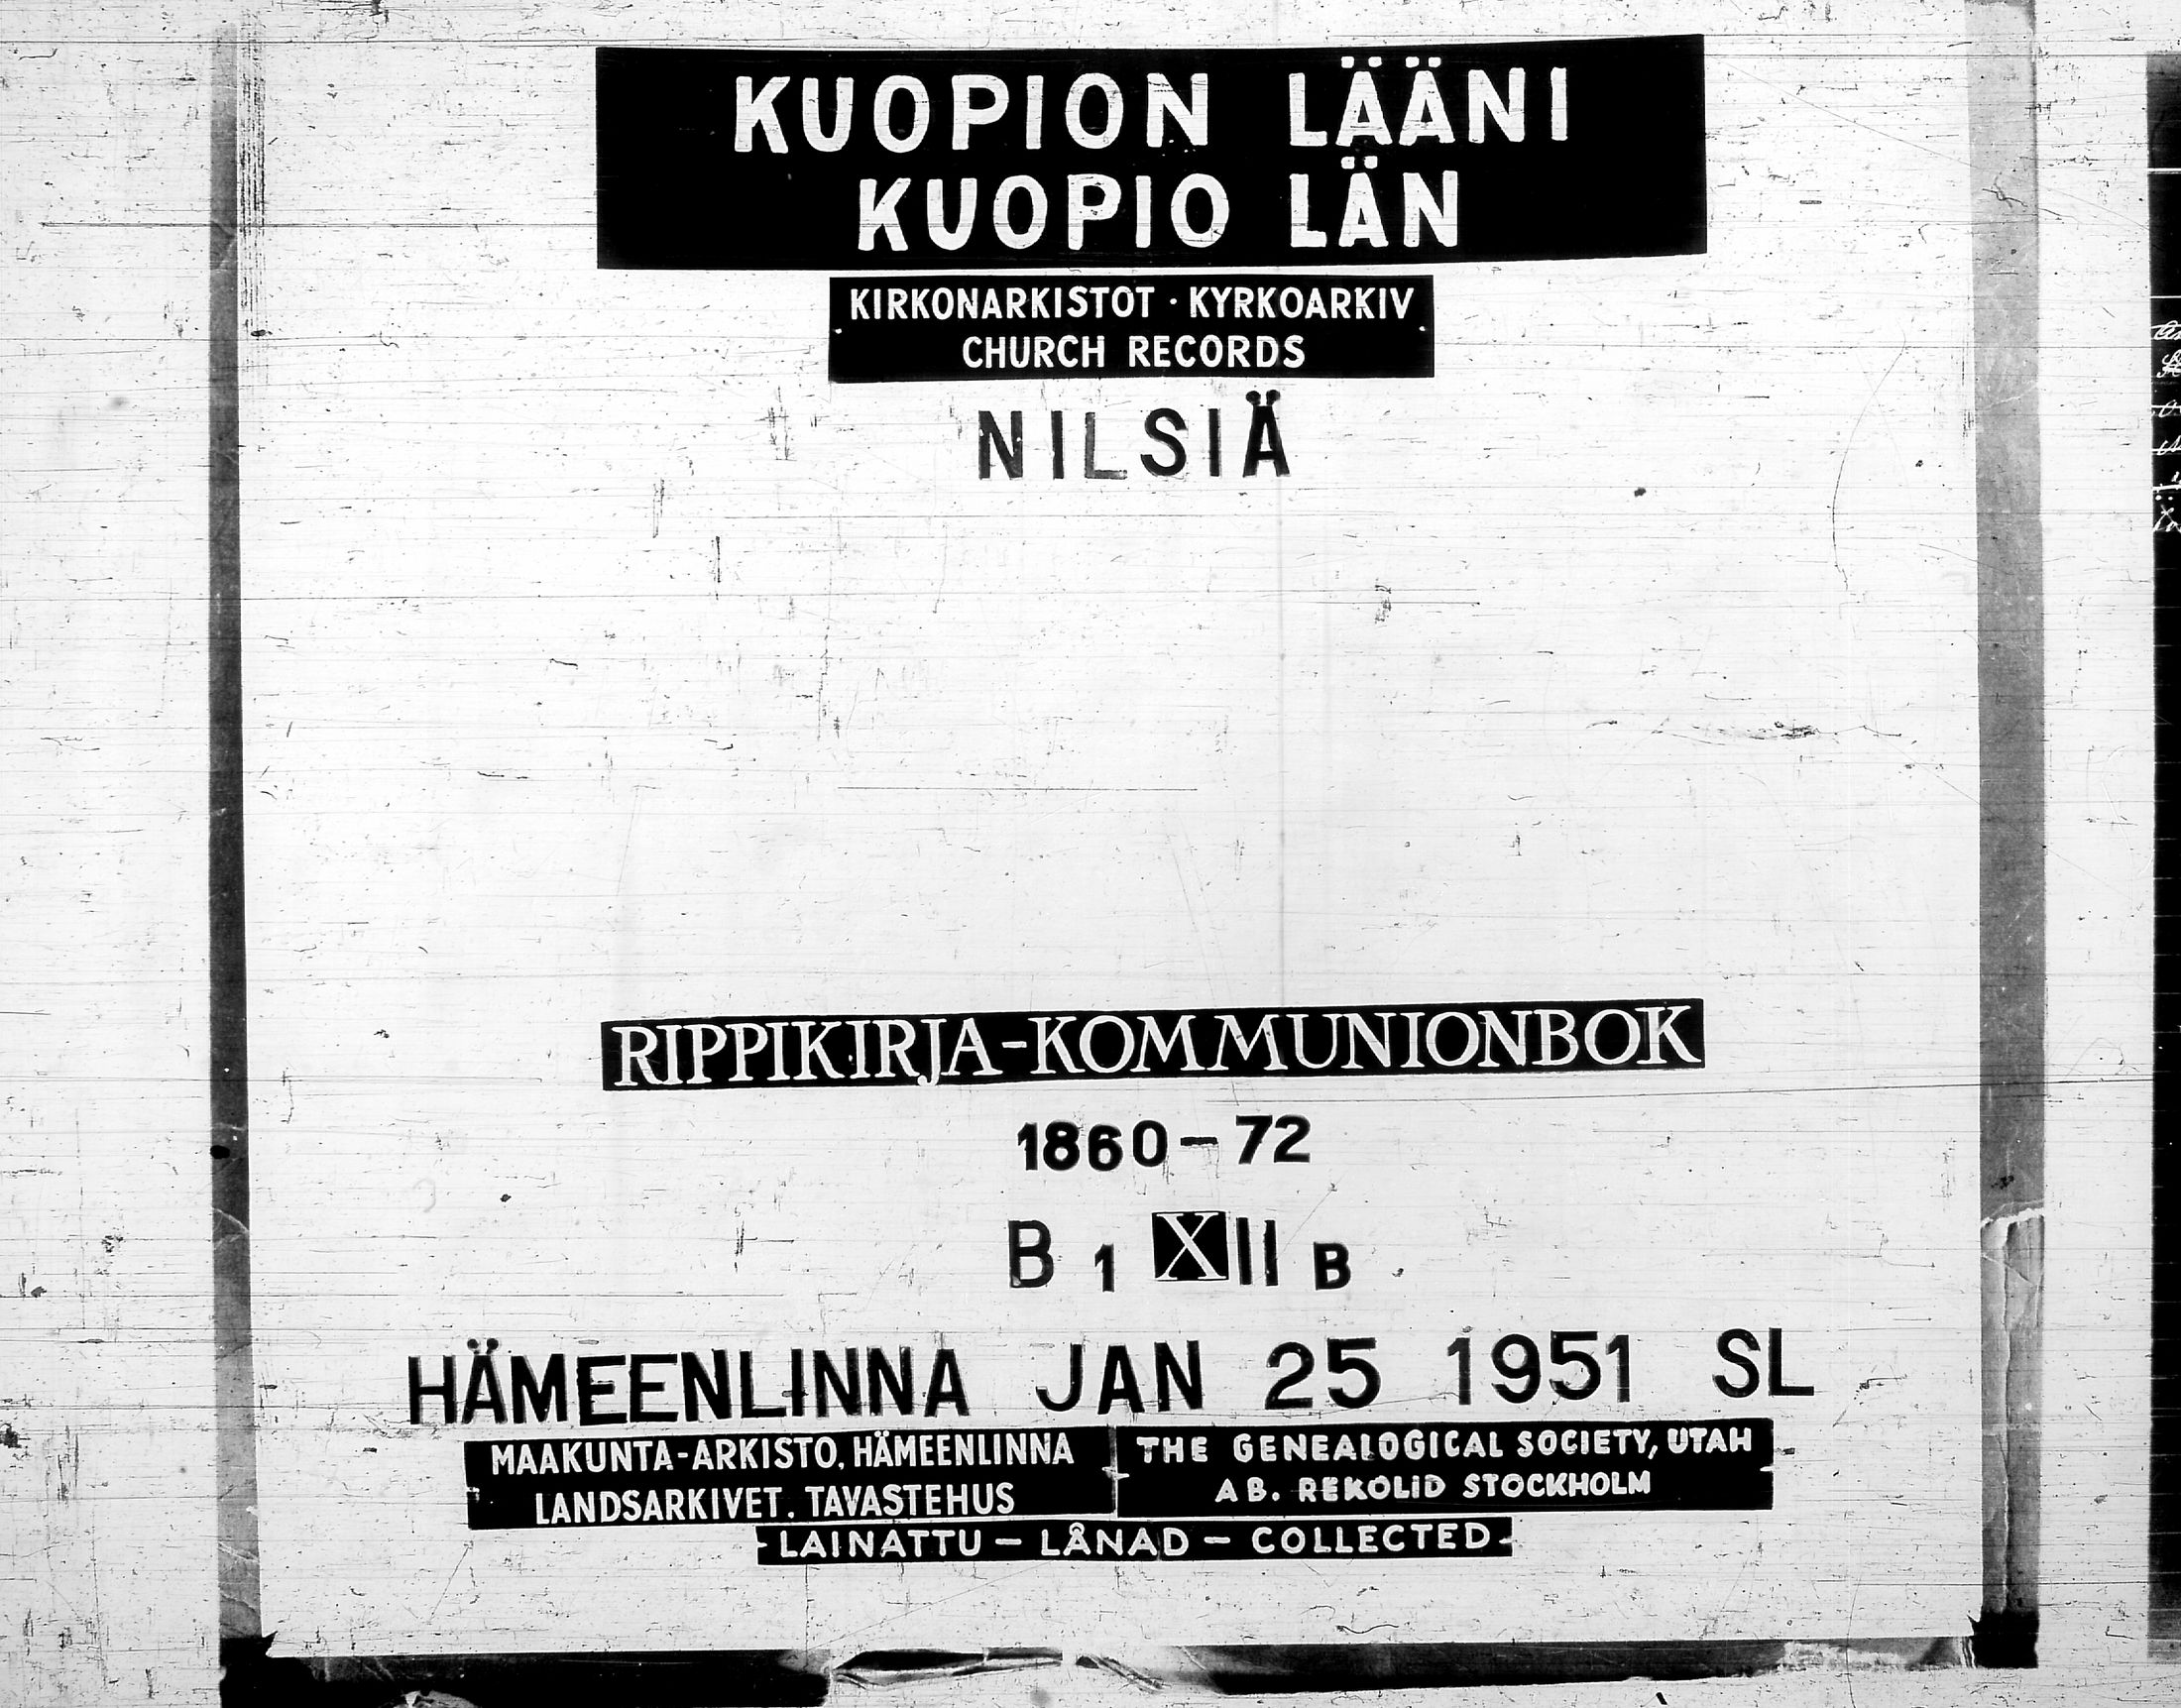 KUOPION LÄÄNI
KUOPIO LÄN
KIRKONARKISTOT · KYRKOARKIV
CHURCH RECORDS
NILSIÄ
RIPPIKIRJA-KOMMUNIONBOK
1860-72
B 1 XII B
HÄMEENLINNA JAN 25 1951 SL
MAAKUNTA-ARKISTO, HÄMEENLINNA
LANDSARKIVET. TAVASTEHUS
THE GENEALOGICAL SOCIETY, UTAH
AB. REKOLID STOCKHOLM
LAINATTU - LÅNAD - COLLECTED